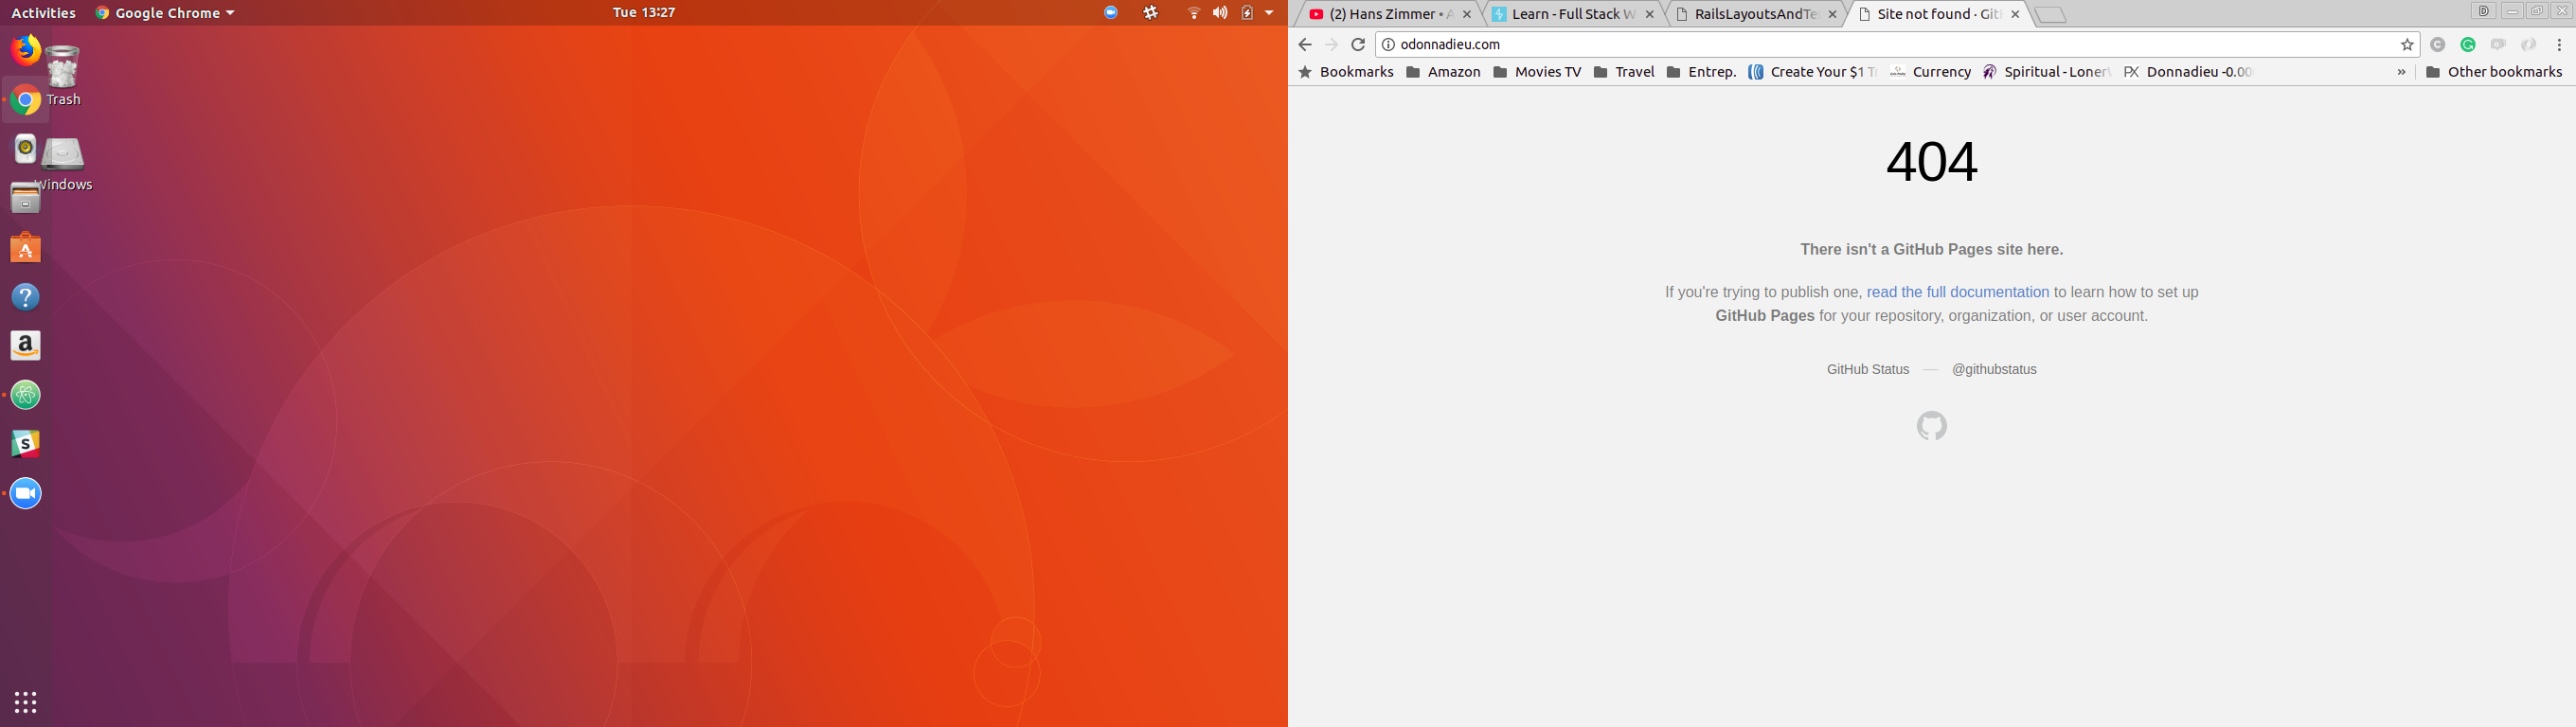 Activities Google Chrome Tue 13:27
Trash
Windows
(2) Hans Zimmer • A
Learn - Full Stack W
RailsLayoutsAndTe
Site not found · Git
odonnadieu.com
Bookmarks Amazon Movies TV Travel Entrep. Create Your $1 Tr Currency Spiritual - Loner Donnadieu -0.00 » Other bookmarks
404
There isn't a GitHub Pages site here.
If you're trying to publish one, read the full documentation to learn how to set up
GitHub Pages for your repository, organization, or user account.
GitHub Status — @githubstatus